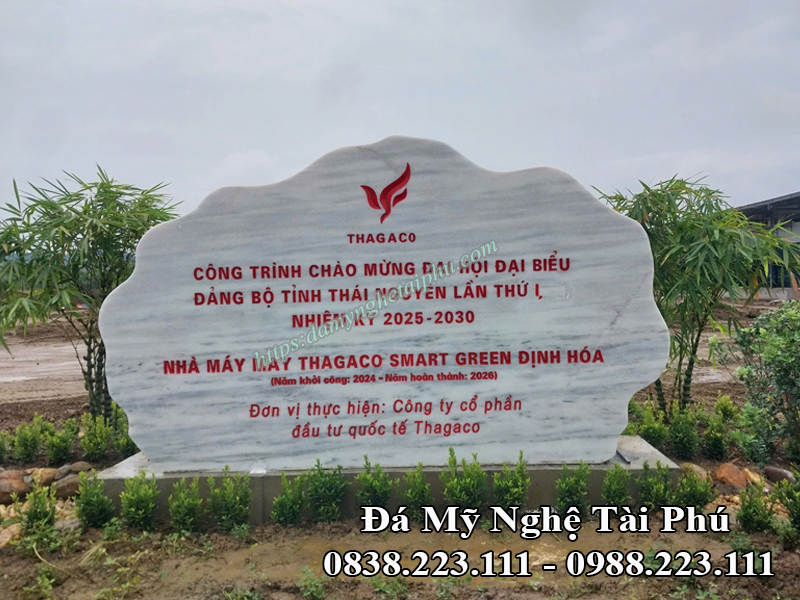 THAGACO
CÔNG TRÌNH CHÀO MỪNG ĐẠI HỘI ĐẠI BIỂU
ĐẢNG BỘ TỈNH THÁI NGUYÊN LẦN THỨ I,
NHIỆM KỲ 2025-2030
NHÀ MÁY MAY THAGACO SMART GREEN ĐỊNH HÓA
(Năm khởi công: 2024 - Năm hoàn thành: 2026)
Đơn vị thực hiện: Công ty cổ phần
đầu tư quốc tế Thagaco
https:damynghetaiphu.com
Đá Mỹ Nghệ Tài Phú
0838.223.111 - 0988.223.111